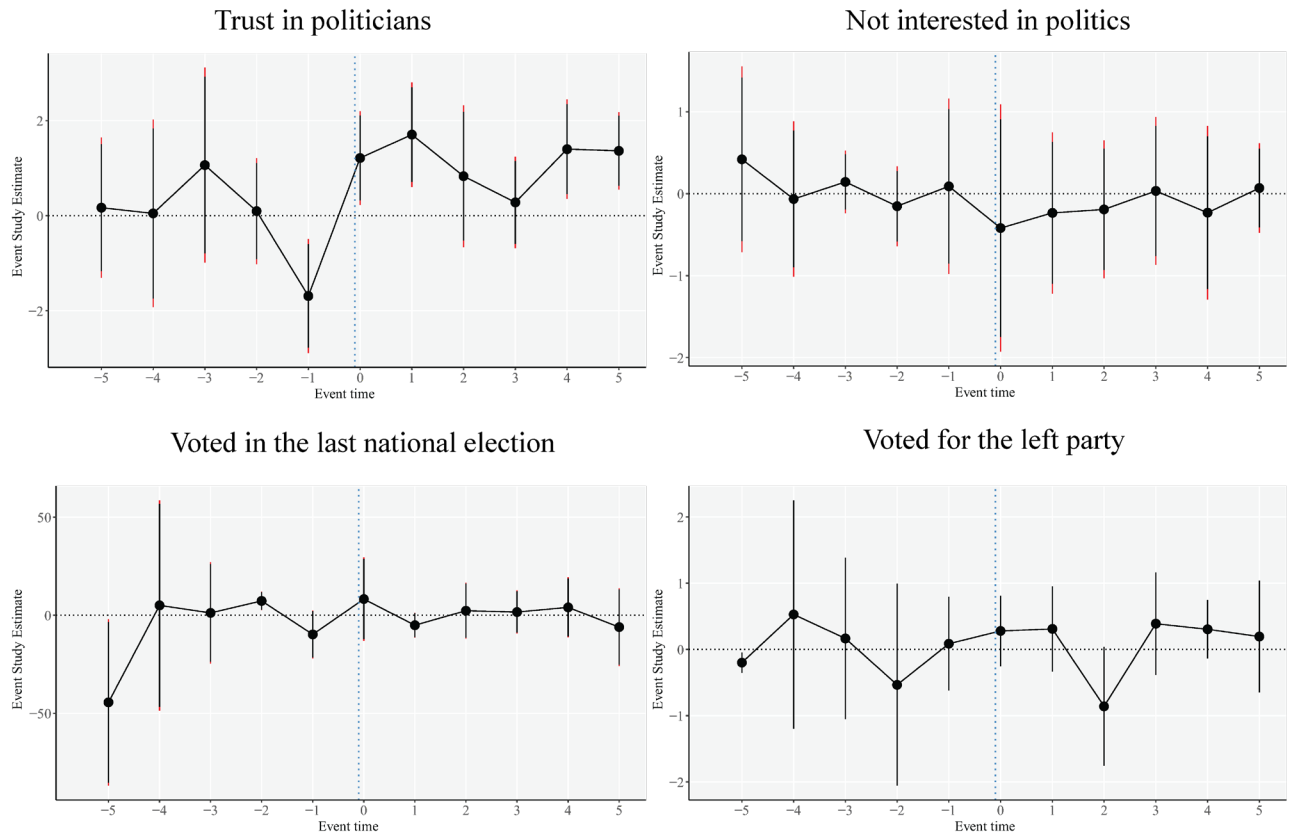 Trust in politicians
Event Study Estimate
2
0
−2
−5 −4 −3 −2 −1 0 1 2 3 4 5
Event time
Not interested in politics
Event Study Estimate
1
0
−1
−2
−5 −4 −3 −2 −1 0 1 2 3 4 5
Event time
Voted in the last national election
Event Study Estimate
50
0
−50
−5 −4 −3 −2 −1 0 1 2 3 4 5
Event time
Voted for the left party
Event Study Estimate
2
1
0
−1
−2
−5 −4 −3 −2 −1 0 1 2 3 4 5
Event time